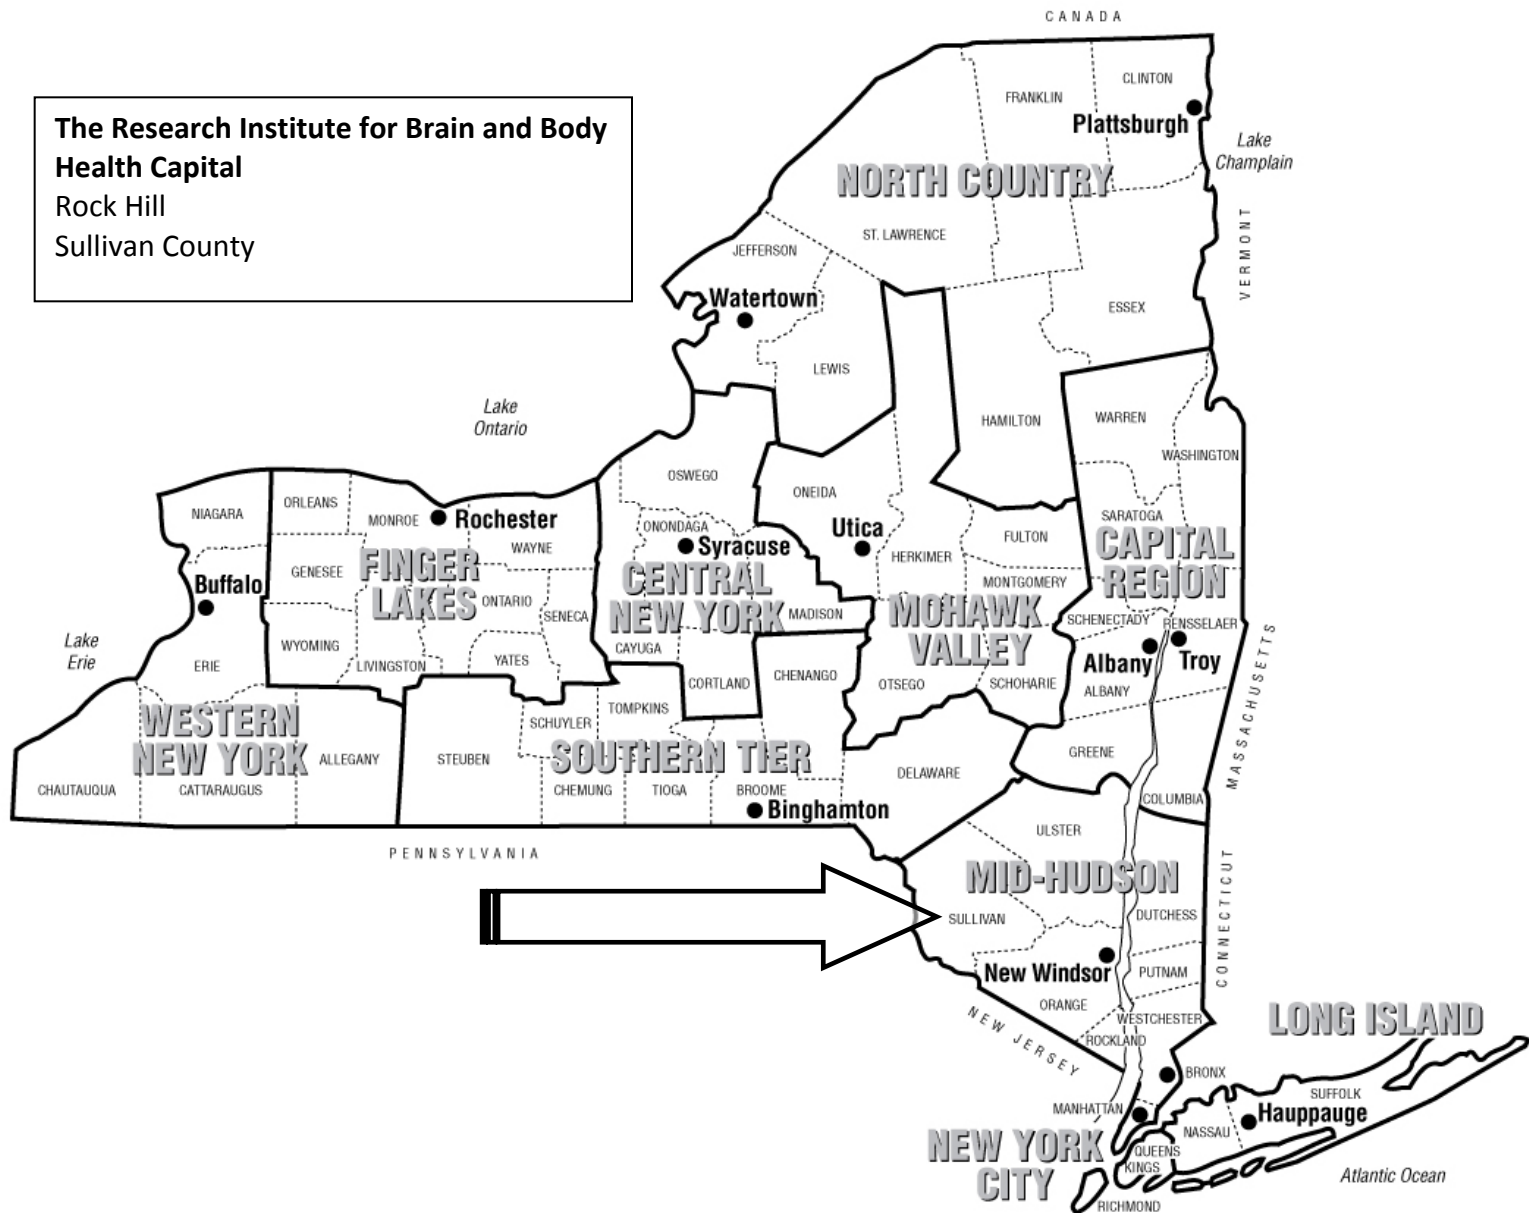 CANADA
The Research Institute for Brain and Body
Health Capital
Rock Hill
Sullivan County
CLINTON
FRANKLIN
Plattsburgh
Lake
Champlain
NORTH COUNTRY
VERMONT
ST. LAWRENCE
JEFFERSON
Watertown
ESSEX
LEWIS
Lake
Ontario
HAMILTON
WARREN
WASHINGTON
OSWEGO
ONEIDA
NIAGARA
ORLEANS
MONROE
Rochester
WAYNE
ONONDAGA
Syracuse
Utica
HERKIMER
FULTON
SARATOGA
CAPITAL
REGION
GENESEE
FINGER
LAKES
ONTARIO
SENECA
CENTRAL
NEW YORK
MADISON
MONTGOMERY
MOHAWK
VALLEY
SCHENECTADY
RENSSELAER
Buffalo
Lake
Erie
ERIE
WYOMING
LIVINGSTON
YATES
CAYUGA
CORTLAND
CHENANGO
OTSEGO
SCHOHARIE
Albany
Troy
ALBANY
MASSACHUSETTS
WESTERN
NEW YORK
ALLEGANY
CHAUTAUQUA
CATTARAUGUS
STEUBEN
SCHUYLER
TOMPKINS
SOUTHERN TIER
CHEMUNG
TIOGA
BROOME
Binghamton
DELAWARE
GREENE
COLUMBIA
PENNSYLVANIA
ULSTER
MID-HUDSON
SULLIVAN
DUTCHESS
CONNECTICUT
New Windsor
PUTNAM
ORANGE
WESTCHESTER
ROCKLAND
NEW JERSEY
LONG ISLAND
BRONX
MANHATTAN
SUFFOLK
Hauppauge
NASSAU
NEW YORK
CITY
QUEENS
KINGS
RICHMOND
Atlantic Ocean